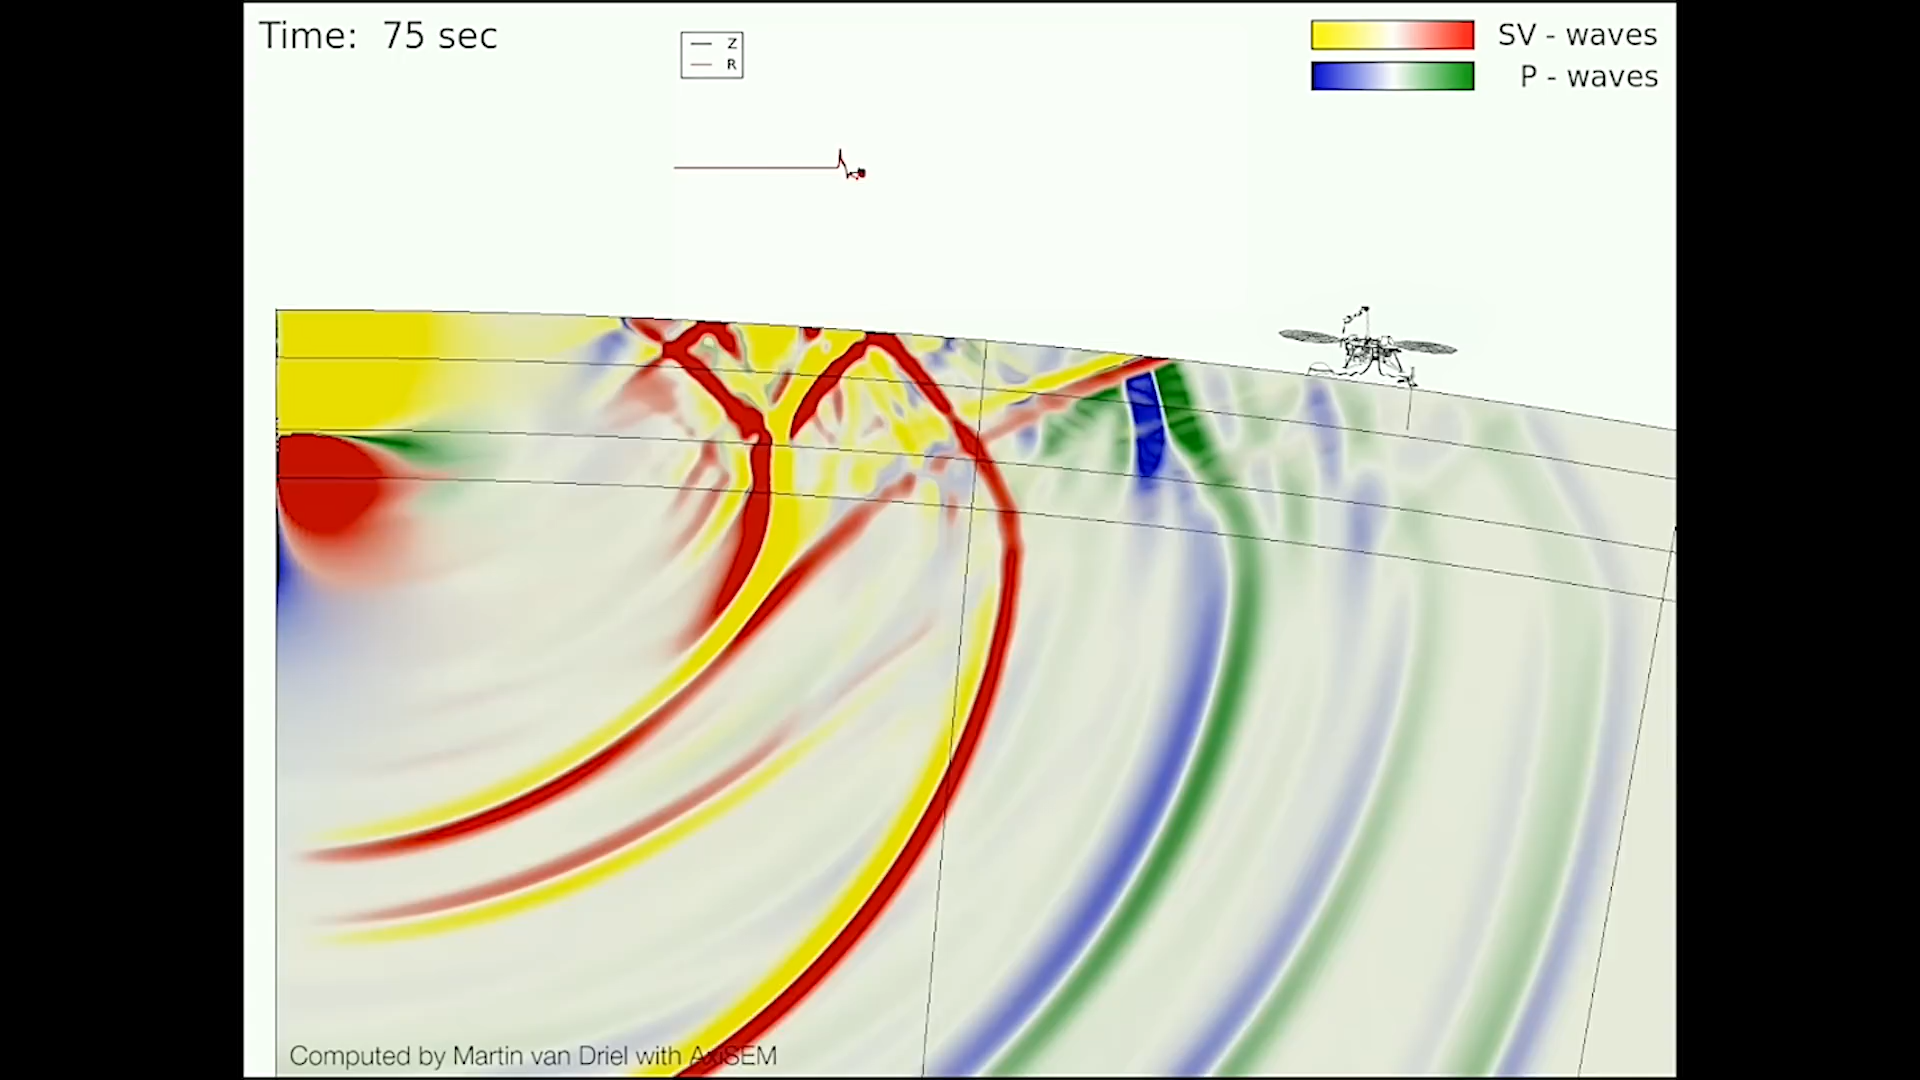 Time: 75 sec
Z
R
SV - waves
P - waves
Computed by Martin van Driel with AxiSEM